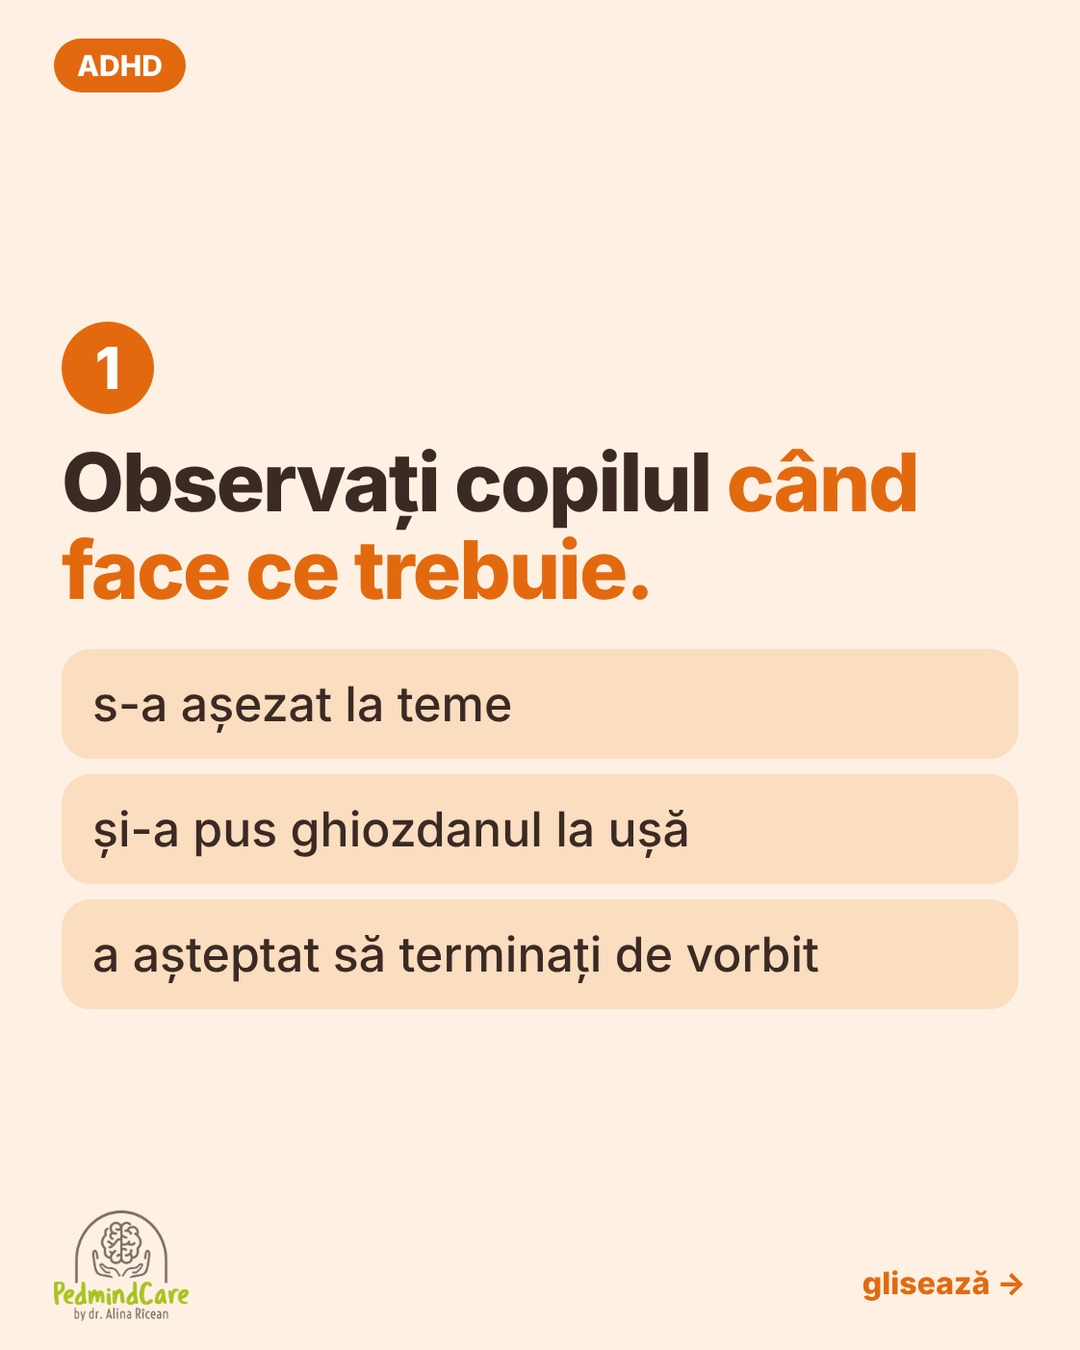 ADHD
1
Observați copilul când
face ce trebuie.
s-a așezat la teme
și-a pus ghiozdanul la ușă
a așteptat să terminați de vorbit
PedmindCare
by dr. Alina Rîcean
glisează →